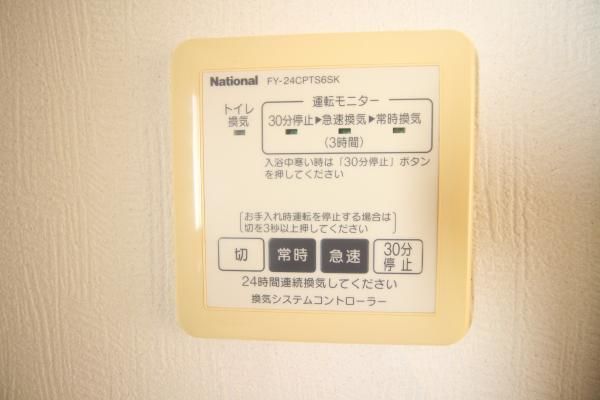 National FY-24CPTS6SK
トイレ
換気
運転モニター
30分停止▶急速換気▶常時換気
(3時間)
入浴中寒い時は「30分停止」ボタン
を押してください
お手入れ時運転を停止する場合は
切を3秒以上押してください
切 常時 急速 30分
停止
24時間連続換気してください
換気システムコントローラー